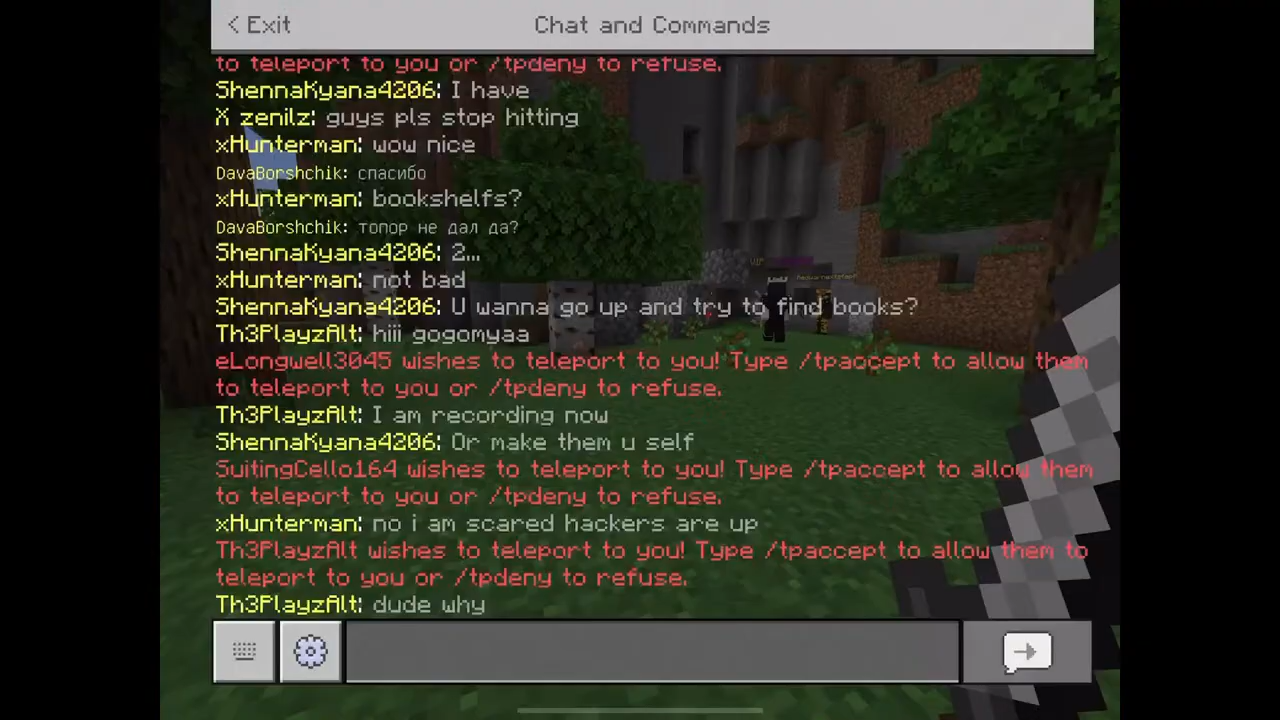 < Exit
Chat and Commands
to teleport to you or /tpdeny to refuse.
ShennaKyana4206: I have
X zenilz: guys pls stop hitting
xHunterman: wow nice
DavaBorshchik: спасибо
xHunterman: bookshelfs?
DavaBorshchik: топор не дал да?
ShennaKyana4206: 2...
xHunterman: not bad
ShennaKyana4206: U wanna go up and try to find books?
Th3PlayzAlt: hiii gogomyaa
eLongwell3045 wishes to teleport to you! Type /tpaccept to allow them
to teleport to you or /tpdeny to refuse.
Th3PlayzAlt: I am recording now
ShennaKyana4206: Or make them u self
SuitingCello164 wishes to teleport to you! Type /tpaccept to allow them
to teleport to you or /tpdeny to refuse.
xHunterman: no i am scared hackers are up
Th3PlayzAlt wishes to teleport to you! Type /tpaccept to allow them to
teleport to you or /tpdeny to refuse.
Th3PlayzAlt: dude why